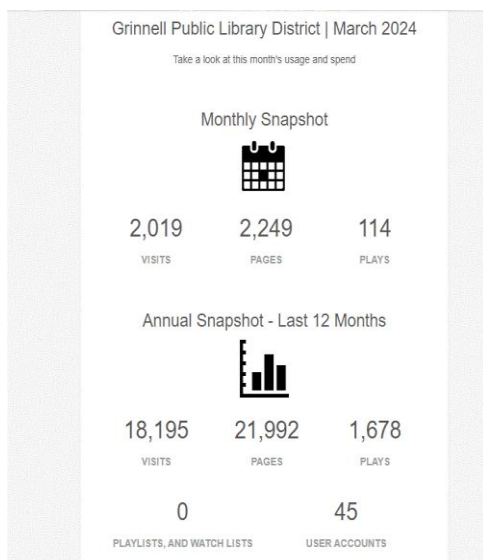 Grinnell Public Library District | March 2024
Take a look at this month's usage and spend
Monthly Snapshot
2,019 2,249 114
VISITS PAGES PLAYS
Annual Snapshot - Last 12 Months
18,195 21,992 1,678
VISITS PAGES PLAYS
0 45
PLAYLISTS, AND WATCH LISTS USER ACCOUNTS